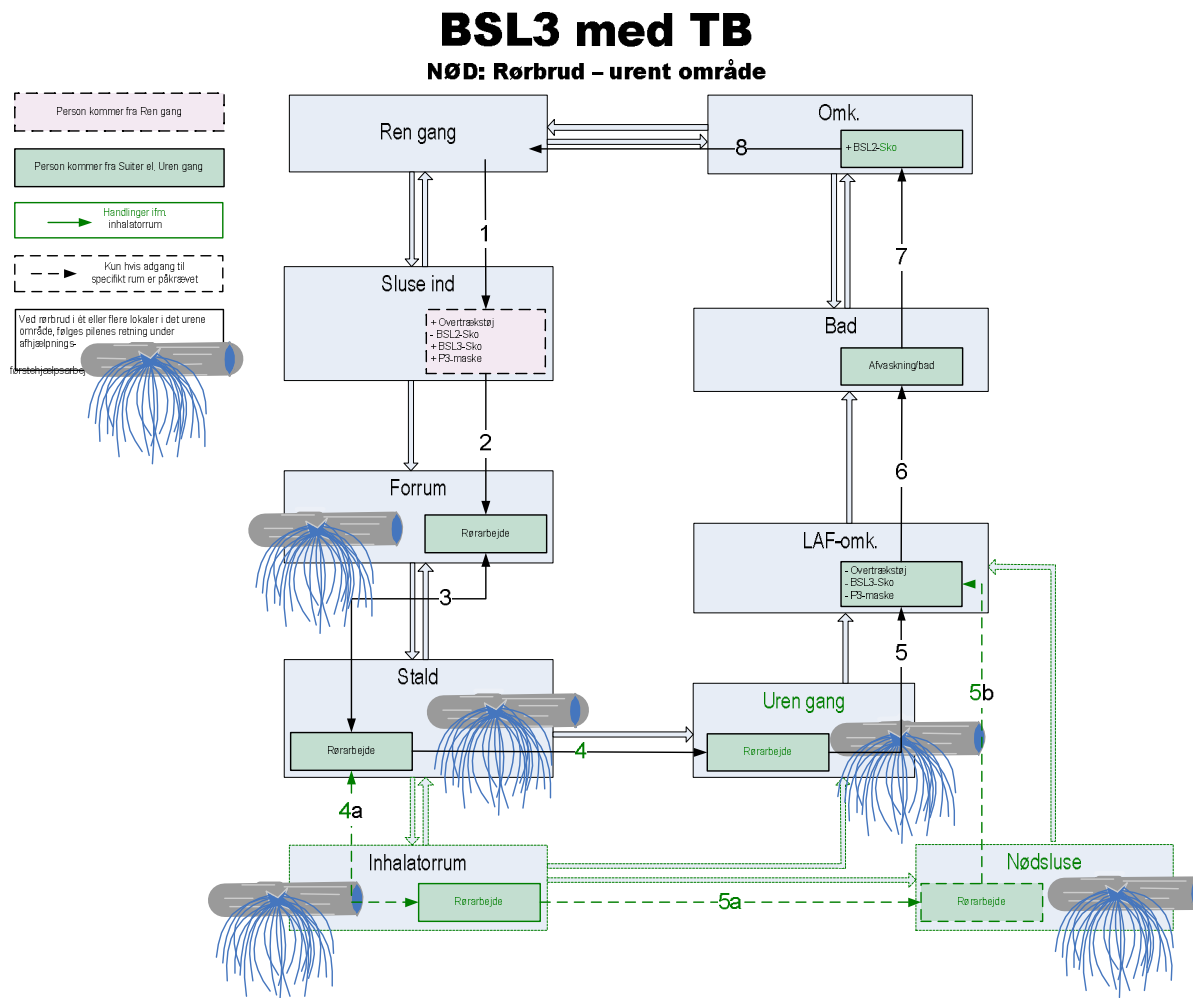 BSL3 med TB
NØD: Rørbrud – urent område
Person kommer fra Ren gang
Person kommer fra Suiter el, Uren gang
Handlinger ifm.
inhalatorrum
Kun hvis adgang til
specifikt rum er påkrævet
Ved rørbrud i ét eller flere lokaler i det urene
område, følges pilenes retning under
afhjælpnings-
Ren gang
Omk.
+ BSL2-Sko
8
1
7
Sluse ind
+ Overtrækstøj
- BSL2-Sko
+ BSL3-Sko
+ P3-maske
Bad
Afvaskning/bad
2
6
Forrum
Rørarbejde
LAF-omk.
- Overtrækstøj
- BSL3-Sko
- P3-maske
3
5
Stald
Rørarbejde
Uren gang
Rørarbejde
4
5b
4a
Inhalatorrum
Rørarbejde
5a
Nødsluse
Rørarbejde